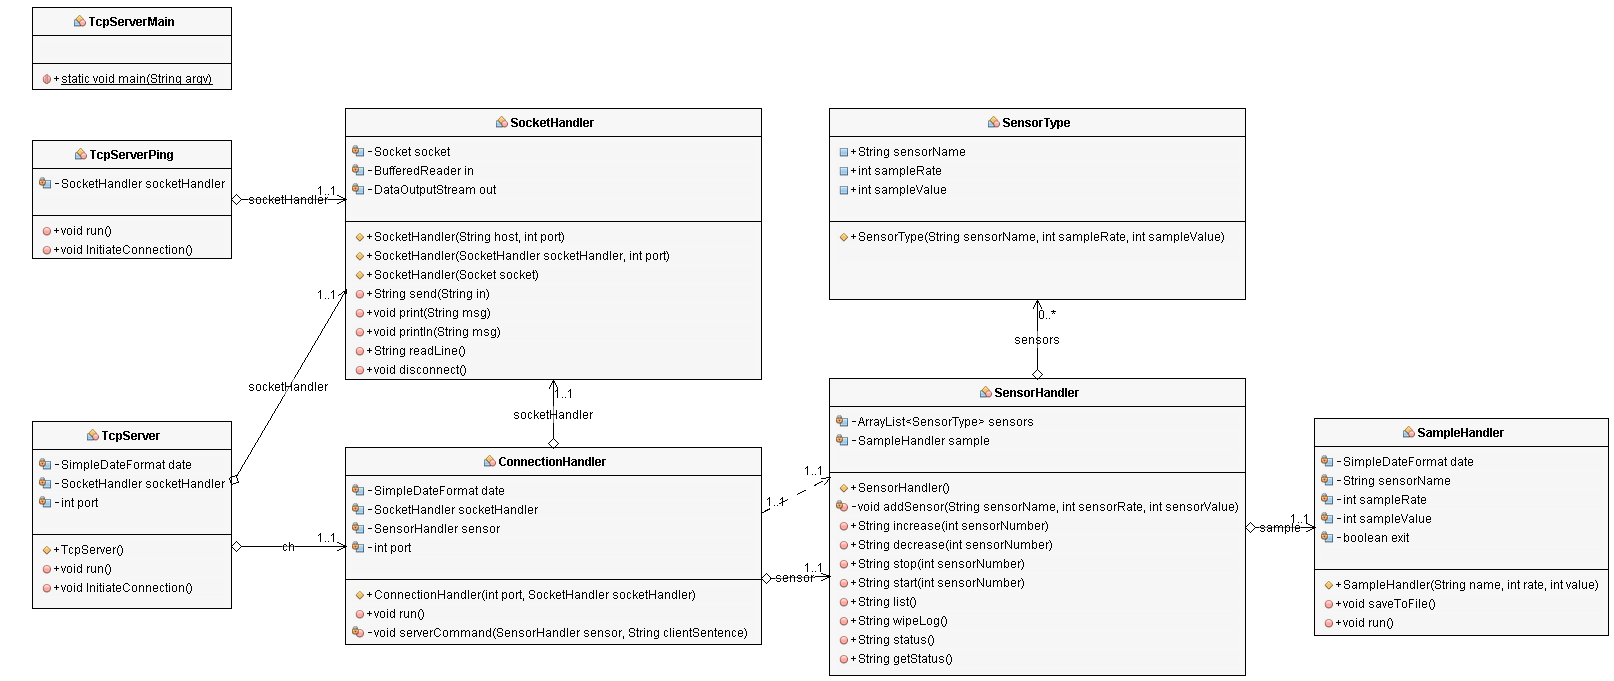 TcpServerMain
+static void main(String argv)
TcpServerPing
-SocketHandler socketHandler
+void run()
+void InitiateConnection()
socketHandler
1..1
SocketHandler
-Socket socket
-BufferedReader in
-DataOutputStream out
+SocketHandler(String host, int port)
+SocketHandler(SocketHandler socketHandler, int port)
+SocketHandler(Socket socket)
+String send(String in)
+void print(String msg)
+void println(String msg)
+String readLine()
+void disconnect()
SensorType
+String sensorName
+int sampleRate
+int sampleValue
+SensorType(String sensorName, int sampleRate, int sampleValue)
1..1
socketHandler
1..1
socketHandler
0..*
sensors
TcpServer
-SimpleDateFormat date
-SocketHandler socketHandler
-int port
+TcpServer()
+void run()
+void InitiateConnection()
ch
1..1
ConnectionHandler
-SimpleDateFormat date
-SocketHandler socketHandler
-SensorHandler sensor
-int port
+ConnectionHandler(int port, SocketHandler socketHandler)
+void run()
-void serverCommand(SensorHandler sensor, String clientSentence)
1..1
1..1
sensor
1..1
SensorHandler
-ArrayList<SensorType> sensors
-SampleHandler sample
+SensorHandler()
-void addSensor(String sensorName, int sensorRate, int sensorValue)
+String increase(int sensorNumber)
+String decrease(int sensorNumber)
+String stop(int sensorNumber)
+String start(int sensorNumber)
+String list()
+String wipeLog()
+String status()
+String getStatus()
sample
1..1
SampleHandler
-SimpleDateFormat date
-String sensorName
-int sampleRate
-int sampleValue
-boolean exit
+SampleHandler(String name, int rate, int value)
+void saveToFile()
+void run()